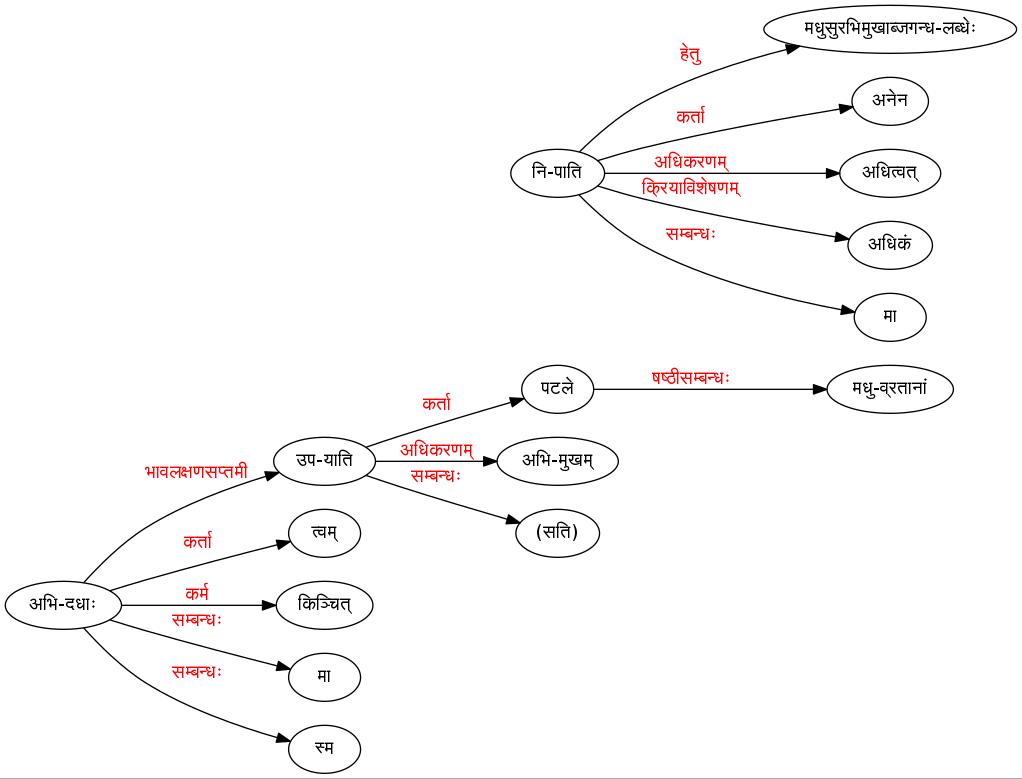 मधुसुरभिमुखाब्जगन्ध-लब्धेः
हेतु
अनेन
कर्ता
अधिकरणम्
नि-पाति
अधित्वत्
क्रियाविशेषणम्
सम्बन्धः
अधिकं
मा
पटले
षष्ठीसम्बन्धः
मधु-व्रतानां
कर्ता
अधिकरणम्
उप-याति
अभि-मुखम्
भावलक्षणसप्तमी
सम्बन्धः
(सति)
त्वम्
कर्ता
कर्म
अभि-दधाः
किञ्चित्
सम्बन्धः
सम्बन्धः
मा
स्म